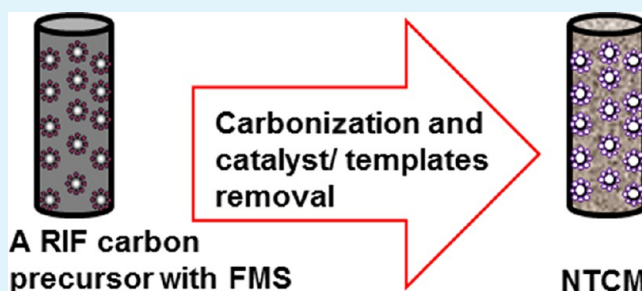 Carbonization and
catalyst/ templates
removal
A RIF carbon
precursor with FMS
NTCM